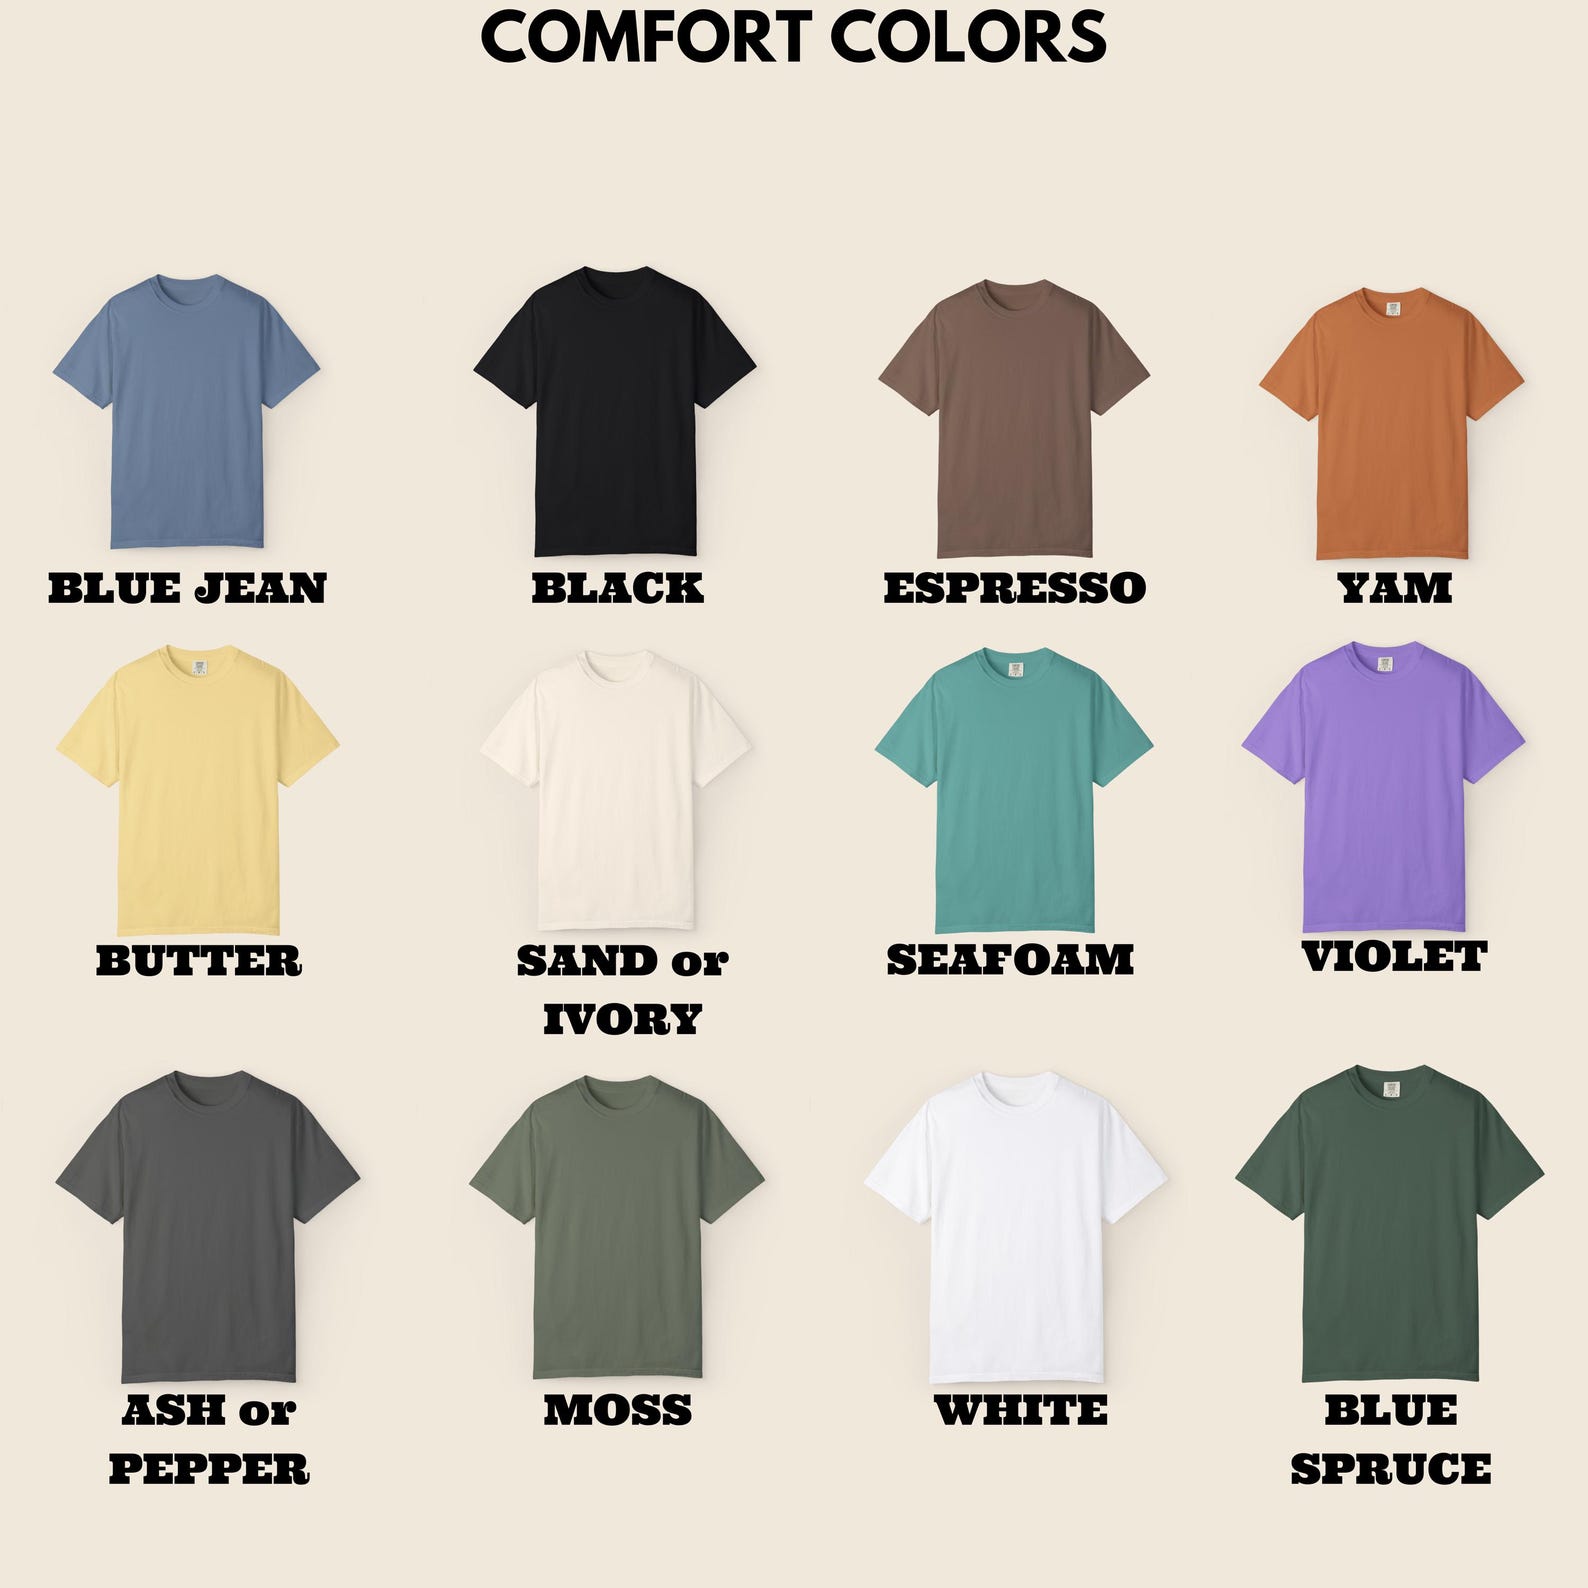 COMFORT COLORS
BLUE JEAN
BLACK
ESPRESSO
YAM
BUTTER
SAND or
IVORY
SEAFOAM
VIOLET
ASH or
PEPPER
MOSS
WHITE
BLUE
SPRUCE